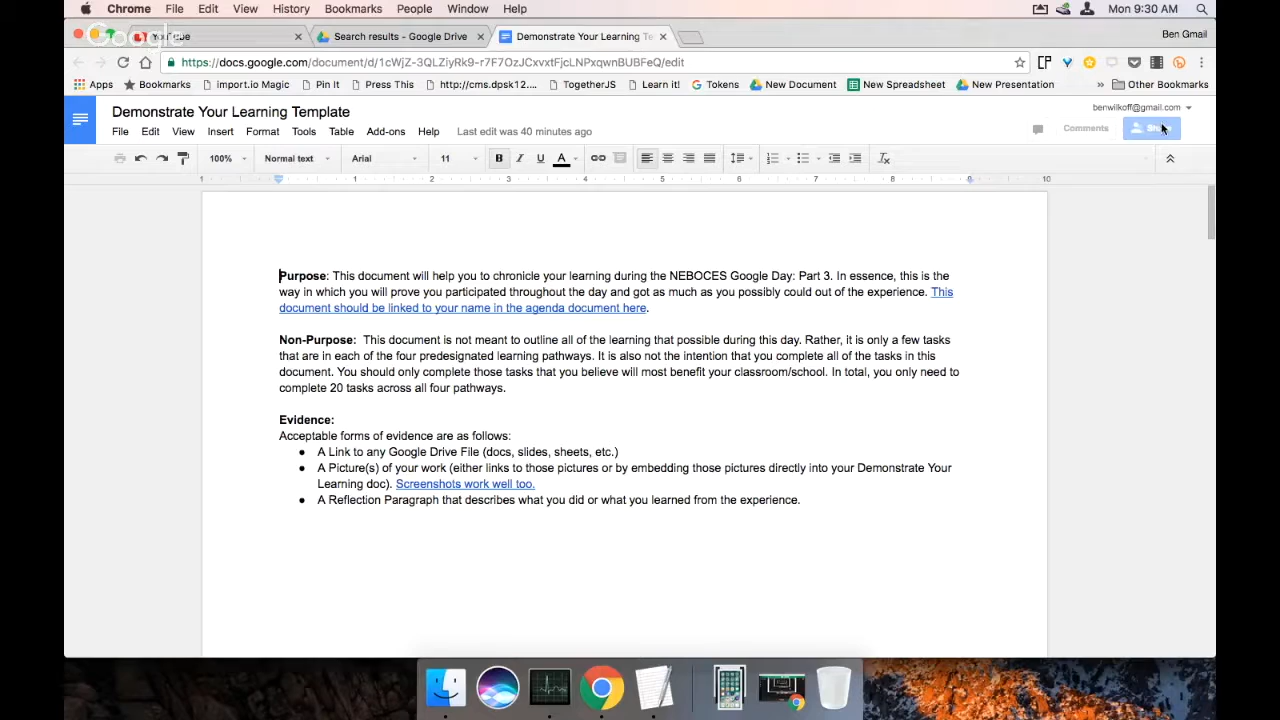 Chrome File Edit View History Bookmarks People Window Help Mon 9:30 AM
Google
Search results - Google Drive Demonstrate Your Learning Te Ben Gmail
https://docs.google.com/document/d/1cWjZ-3QLZiyRk9-r7F7OzJCxvxtFjcLNPxqwnBUBFeQ/edit
Apps Bookmarks import.io Magic Pin It Press This http://cms.dpsk12.... TogetherJS Learn it! Tokens New Document New Spreadsheet New Presentation » Other Bookmarks
Demonstrate Your Learning Template benwilkoff@gmail.com
File Edit View Insert Format Tools Table Add-ons Help Last edit was 40 minutes ago Comments
100% Normal text Arial 11 B I U A
1 1 2 3 4 5 6 7 8 9 10
Purpose: This document will help you to chronicle your learning during the NEBOCES Google Day: Part 3. In essence, this is the
way in which you will prove you participated throughout the day and got as much as you possibly could out of the experience. This
document should be linked to your name in the agenda document here.
Non-Purpose: This document is not meant to outline all of the learning that possible during this day. Rather, it is only a few tasks
that are in each of the four predesignated learning pathways. It is also not the intention that you complete all of the tasks in this
document. You should only complete those tasks that you believe will most benefit your classroom/school. In total, you only need to
complete 20 tasks across all four pathways.
Evidence:
Acceptable forms of evidence are as follows:
● A Link to any Google Drive File (docs, slides, sheets, etc.)
● A Picture(s) of your work (either links to those pictures or by embedding those pictures directly into your Demonstrate Your
Learning doc). Screenshots work well too.
● A Reflection Paragraph that describes what you did or what you learned from the experience.